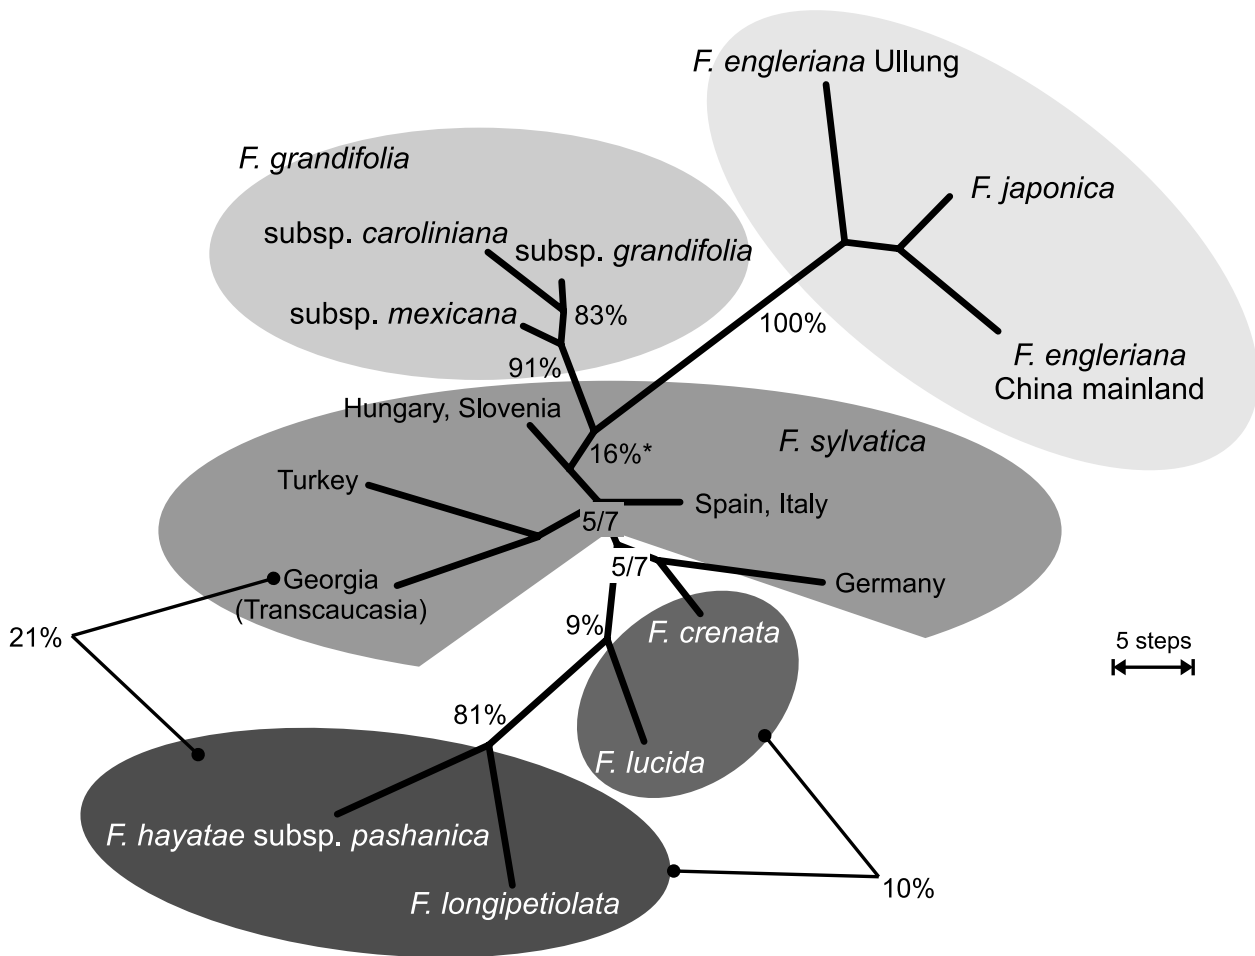 F. engleriana Ullung
F. grandifolia
F. japonica
subsp. caroliniana
subsp. grandifolia
subsp. mexicana
83%
100%
91%
F. engleriana
China mainland
Hungary, Slovenia
16%*
F. sylvatica
Turkey
Spain, Italy
5/7
5/7
Georgia
(Transcaucasia)
Germany
21%
9%
F. crenata
5 steps
81%
F. lucida
F. hayatae subsp. pashanica
10%
F. longipetiolata